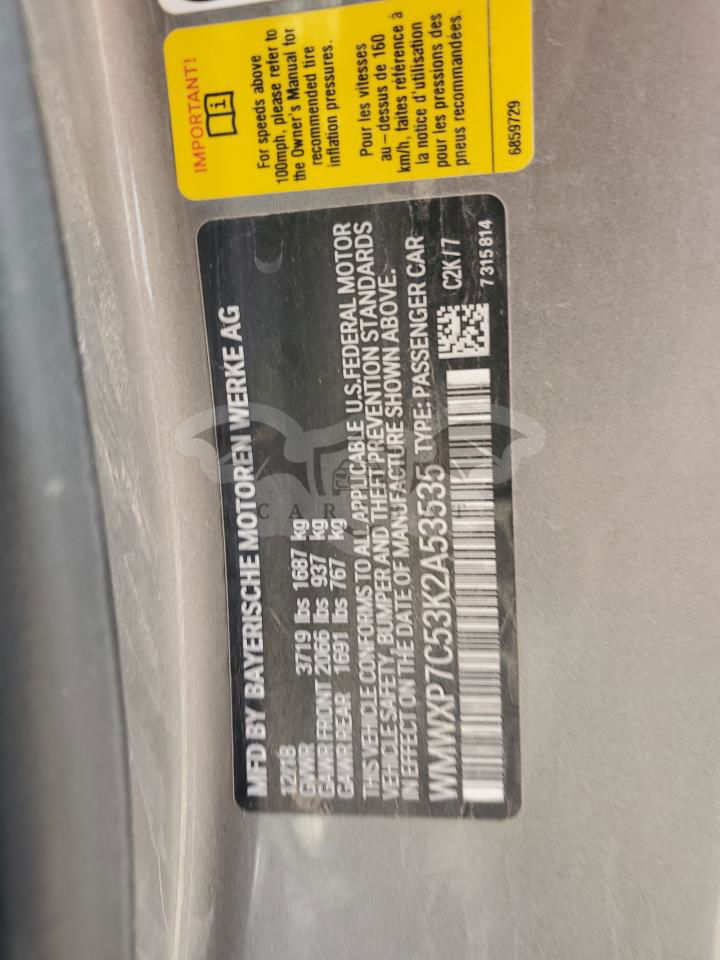 IMPORTANT!
For speeds above
100mph, please refer to
the Owner's Manual for
recommended tire
inflation pressures.
Pour les vitesses
au-dessus de 160
km/h, faites référence à
la notice d'utilisation
pour les pressions des
pneus recommandées.
6859729
MFD BY BAYERISCHE MOTOREN WERKE AG
12/18
GVWR 3719 lbs 1687 kg
GAWR FRONT 2066 lbs 937 kg
GAWR REAR 1691 lbs 767 kg
THIS VEHICLE CONFORMS TO ALL APPLICABLE U.S. FEDERAL MOTOR
VEHICLE SAFETY, BUMPER AND THEFT PREVENTION STANDARDS
IN EFFECT ON THE DATE OF MANUFACTURE SHOWN ABOVE.
WMWXP7C53K2A53535 TYPE: PASSENGER CAR
C2K/7
7 315 814